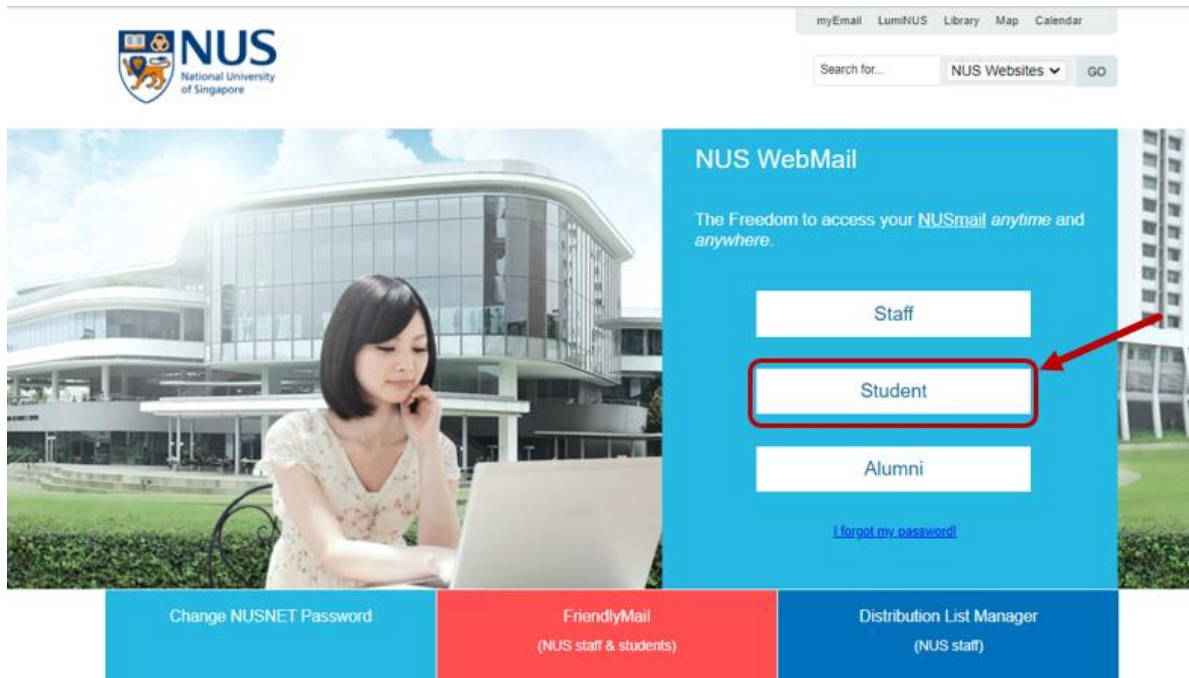 myEmail LumiNUS Library Map Calendar
NUS
National University
of Singapore
Search for... NUS Websites GO
NUS WebMail
The Freedom to access your NUSmail anytime and
anywhere.
Staff
Student
Alumni
I forgot my password!
Change NUSNET Password
FriendlyMail
(NUS staff & students)
Distribution List Manager
(NUS staff)